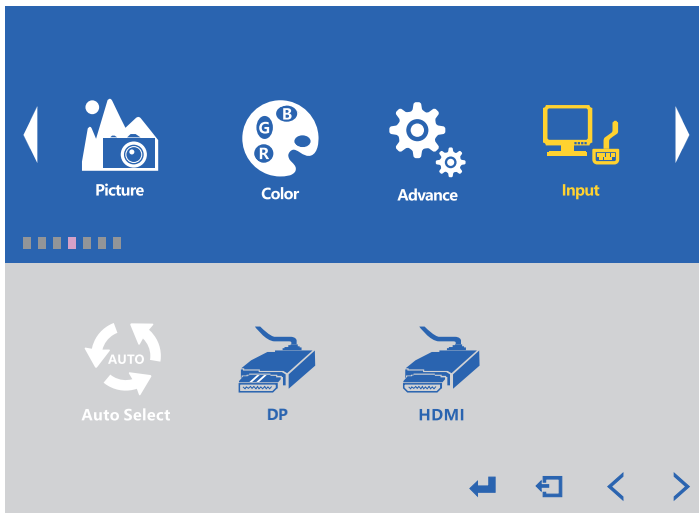 B
G
R
Picture
Color
Advance
Input
AUTO
Auto Select
DP
HDMI